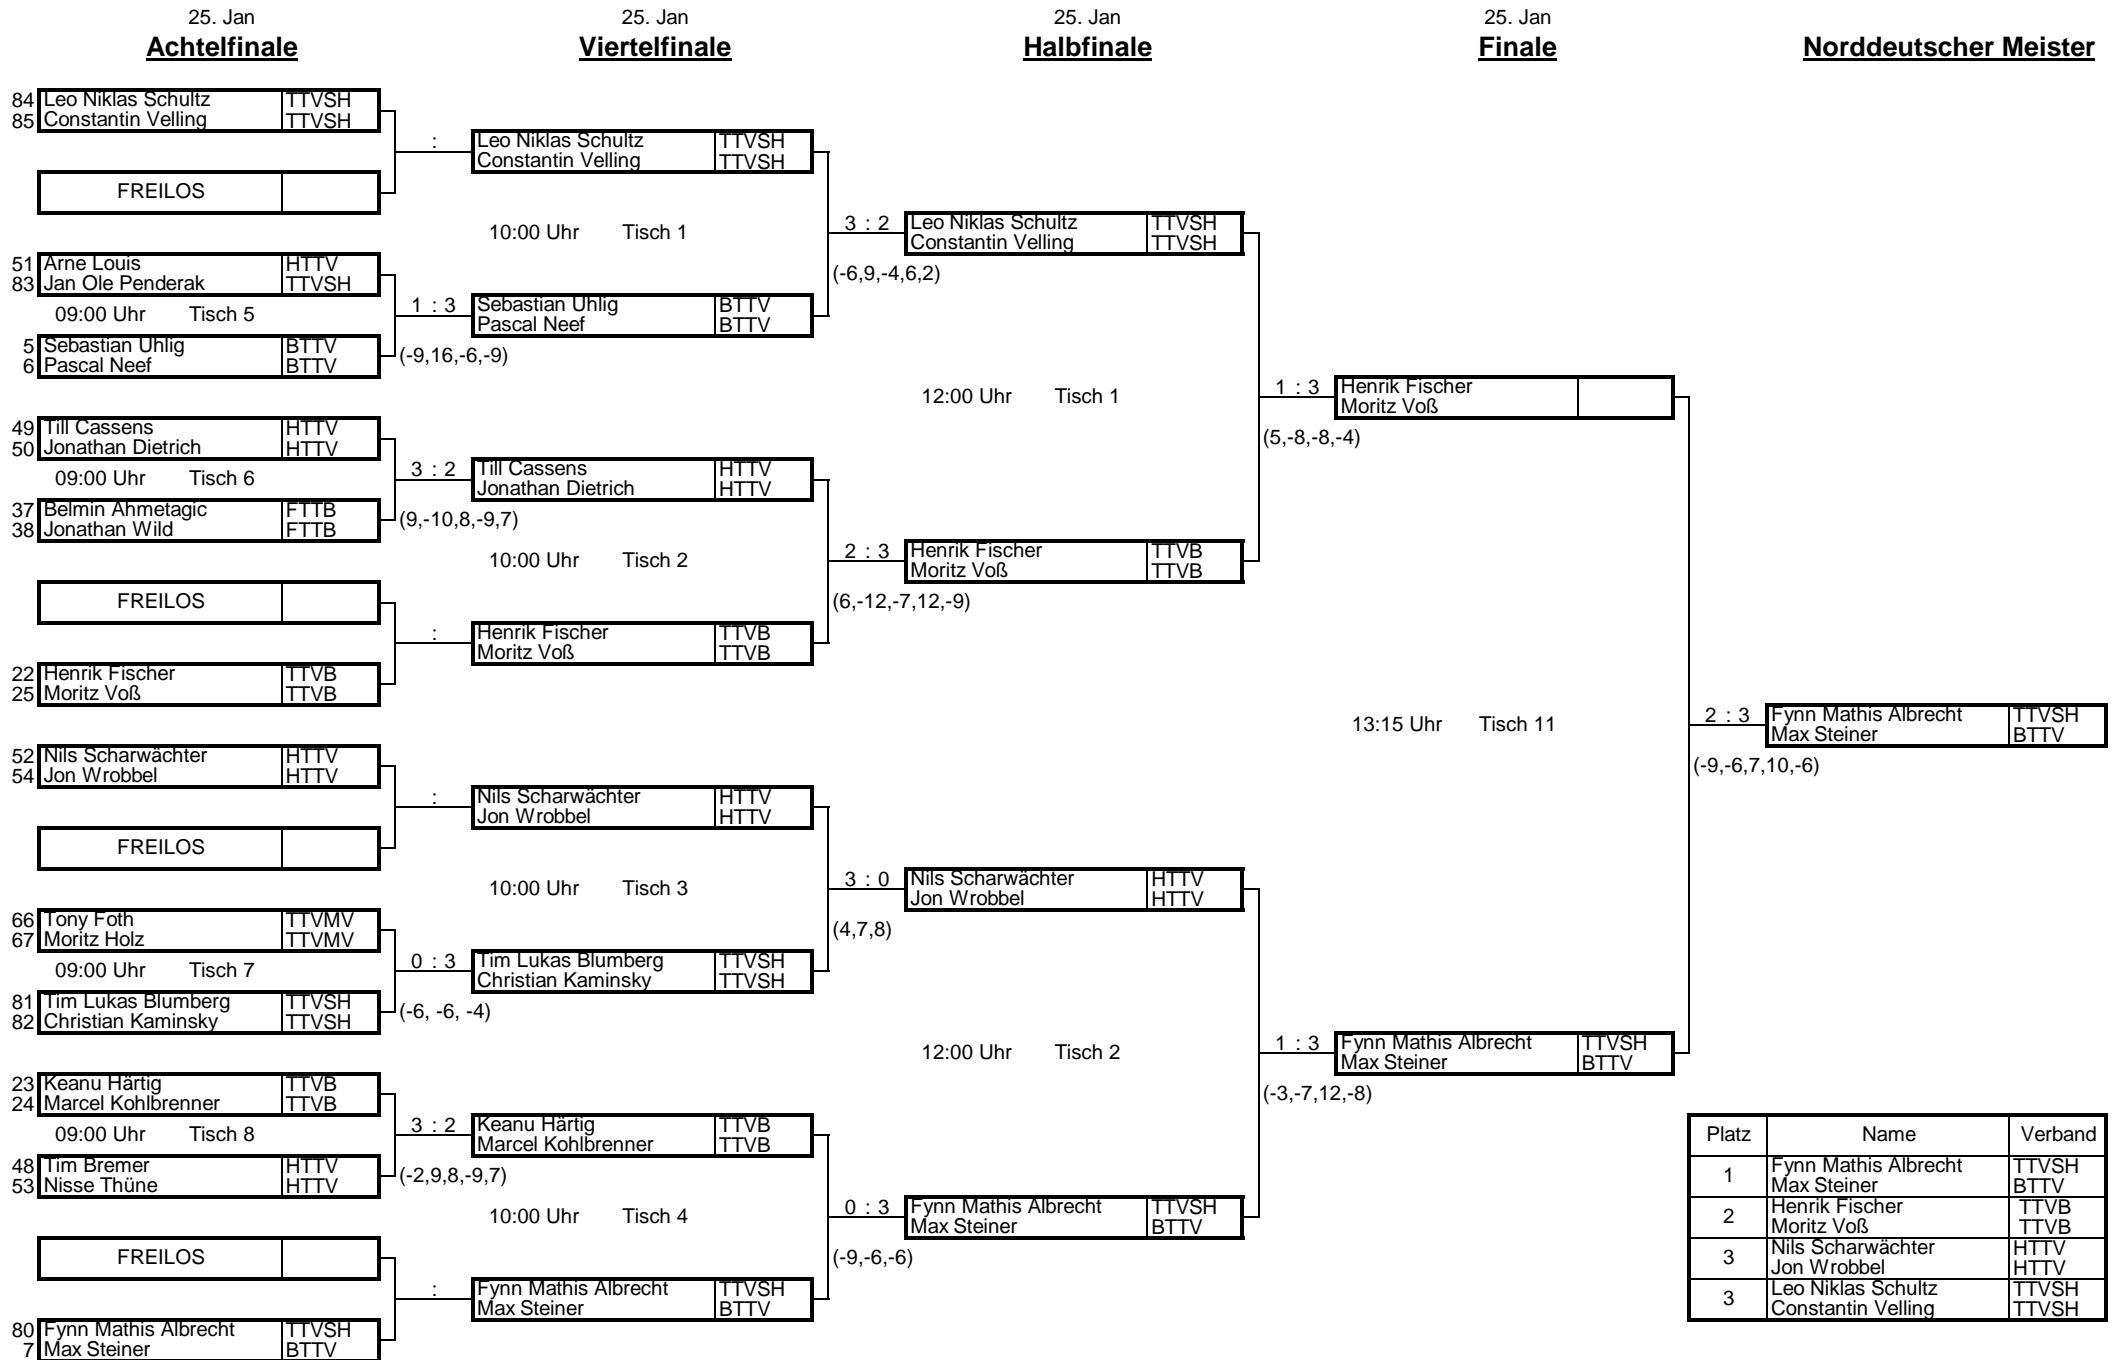 25. Jan 25. Jan 25. Jan 25. Jan
Achtelfinale Viertelfinale Halbfinale Finale Norddeutscher Meister
84 Leo Niklas Schultz TTVSH
85 Constantin Velling TTVSH
:
Leo Niklas Schultz TTVSH
Constantin Velling TTVSH
FREILOS
10:00 Uhr Tisch 1
3 : 2
Leo Niklas Schultz TTVSH
Constantin Velling TTVSH
(-6,9,-4,6,2)
51 Arne Louis HTTV
83 Jan Ole Penderak TTVSH
09:00 Uhr Tisch 5
1 : 3
Sebastian Uhlig BTTV
Pascal Neef BTTV
5 Sebastian Uhlig BTTV
6 Pascal Neef BTTV
(-9,16,-6,-9)
12:00 Uhr Tisch 1
1 : 3
Henrik Fischer
Moritz Voß
(5,-8,-8,-4)
49 Till Cassens HTTV
50 Jonathan Dietrich HTTV
09:00 Uhr Tisch 6
3 : 2
Till Cassens HTTV
Jonathan Dietrich HTTV
37 Belmin Ahmetagic FTTB
38 Jonathan Wild FTTB
(9,-10,8,-9,7)
10:00 Uhr Tisch 2
2 : 3
Henrik Fischer TTVB
Moritz Voß TTVB
(6,-12,-7,12,-9)
FREILOS
:
Henrik Fischer TTVB
Moritz Voß TTVB
22 Henrik Fischer TTVB
25 Moritz Voß TTVB
13:15 Uhr Tisch 11
2 : 3
Fynn Mathis Albrecht TTVSH
Max Steiner BTTV
(-9,-6,7,10,-6)
52 Nils Scharwächter HTTV
54 Jon Wrobbel HTTV
:
Nils Scharwächter HTTV
Jon Wrobbel HTTV
FREILOS
10:00 Uhr Tisch 3
3 : 0
Nils Scharwächter HTTV
Jon Wrobbel HTTV
(4,7,8)
66 Tony Foth TTVMV
67 Moritz Holz TTVMV
09:00 Uhr Tisch 7
0 : 3
Tim Lukas Blumberg TTVSH
Christian Kaminsky TTVSH
81 Tim Lukas Blumberg TTVSH
82 Christian Kaminsky TTVSH
(-6, -6, -4)
12:00 Uhr Tisch 2
1 : 3
Fynn Mathis Albrecht TTVSH
Max Steiner BTTV
(-3,-7,12,-8)
23 Keanu Härtig TTVB
24 Marcel Kohlbrenner TTVB
09:00 Uhr Tisch 8
3 : 2
Keanu Härtig TTVB
Marcel Kohlbrenner TTVB
48 Tim Bremer HTTV
53 Nisse Thüne HTTV
(-2,9,8,-9,7)
10:00 Uhr Tisch 4
0 : 3
Fynn Mathis Albrecht TTVSH
Max Steiner BTTV
(-9,-6,-6)
FREILOS
:
Fynn Mathis Albrecht TTVSH
Max Steiner BTTV
80 Fynn Mathis Albrecht TTVSH
7 Max Steiner BTTV
Platz Name Verband
1 Fynn Mathis Albrecht TTVSH
Max Steiner BTTV
2 Henrik Fischer TTVB
Moritz Voß TTVB
3 Nils Scharwächter HTTV
Jon Wrobbel HTTV
3 Leo Niklas Schultz TTVSH
Constantin Velling TTVSH